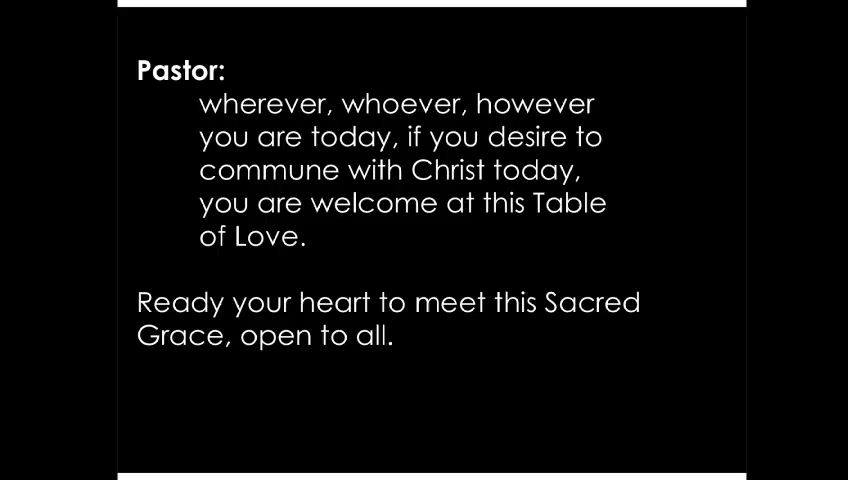 Pastor:
wherever, whoever, however
you are today, if you desire to
commune with Christ today,
you are welcome at this Table
of Love.
Ready your heart to meet this Sacred
Grace, open to all.